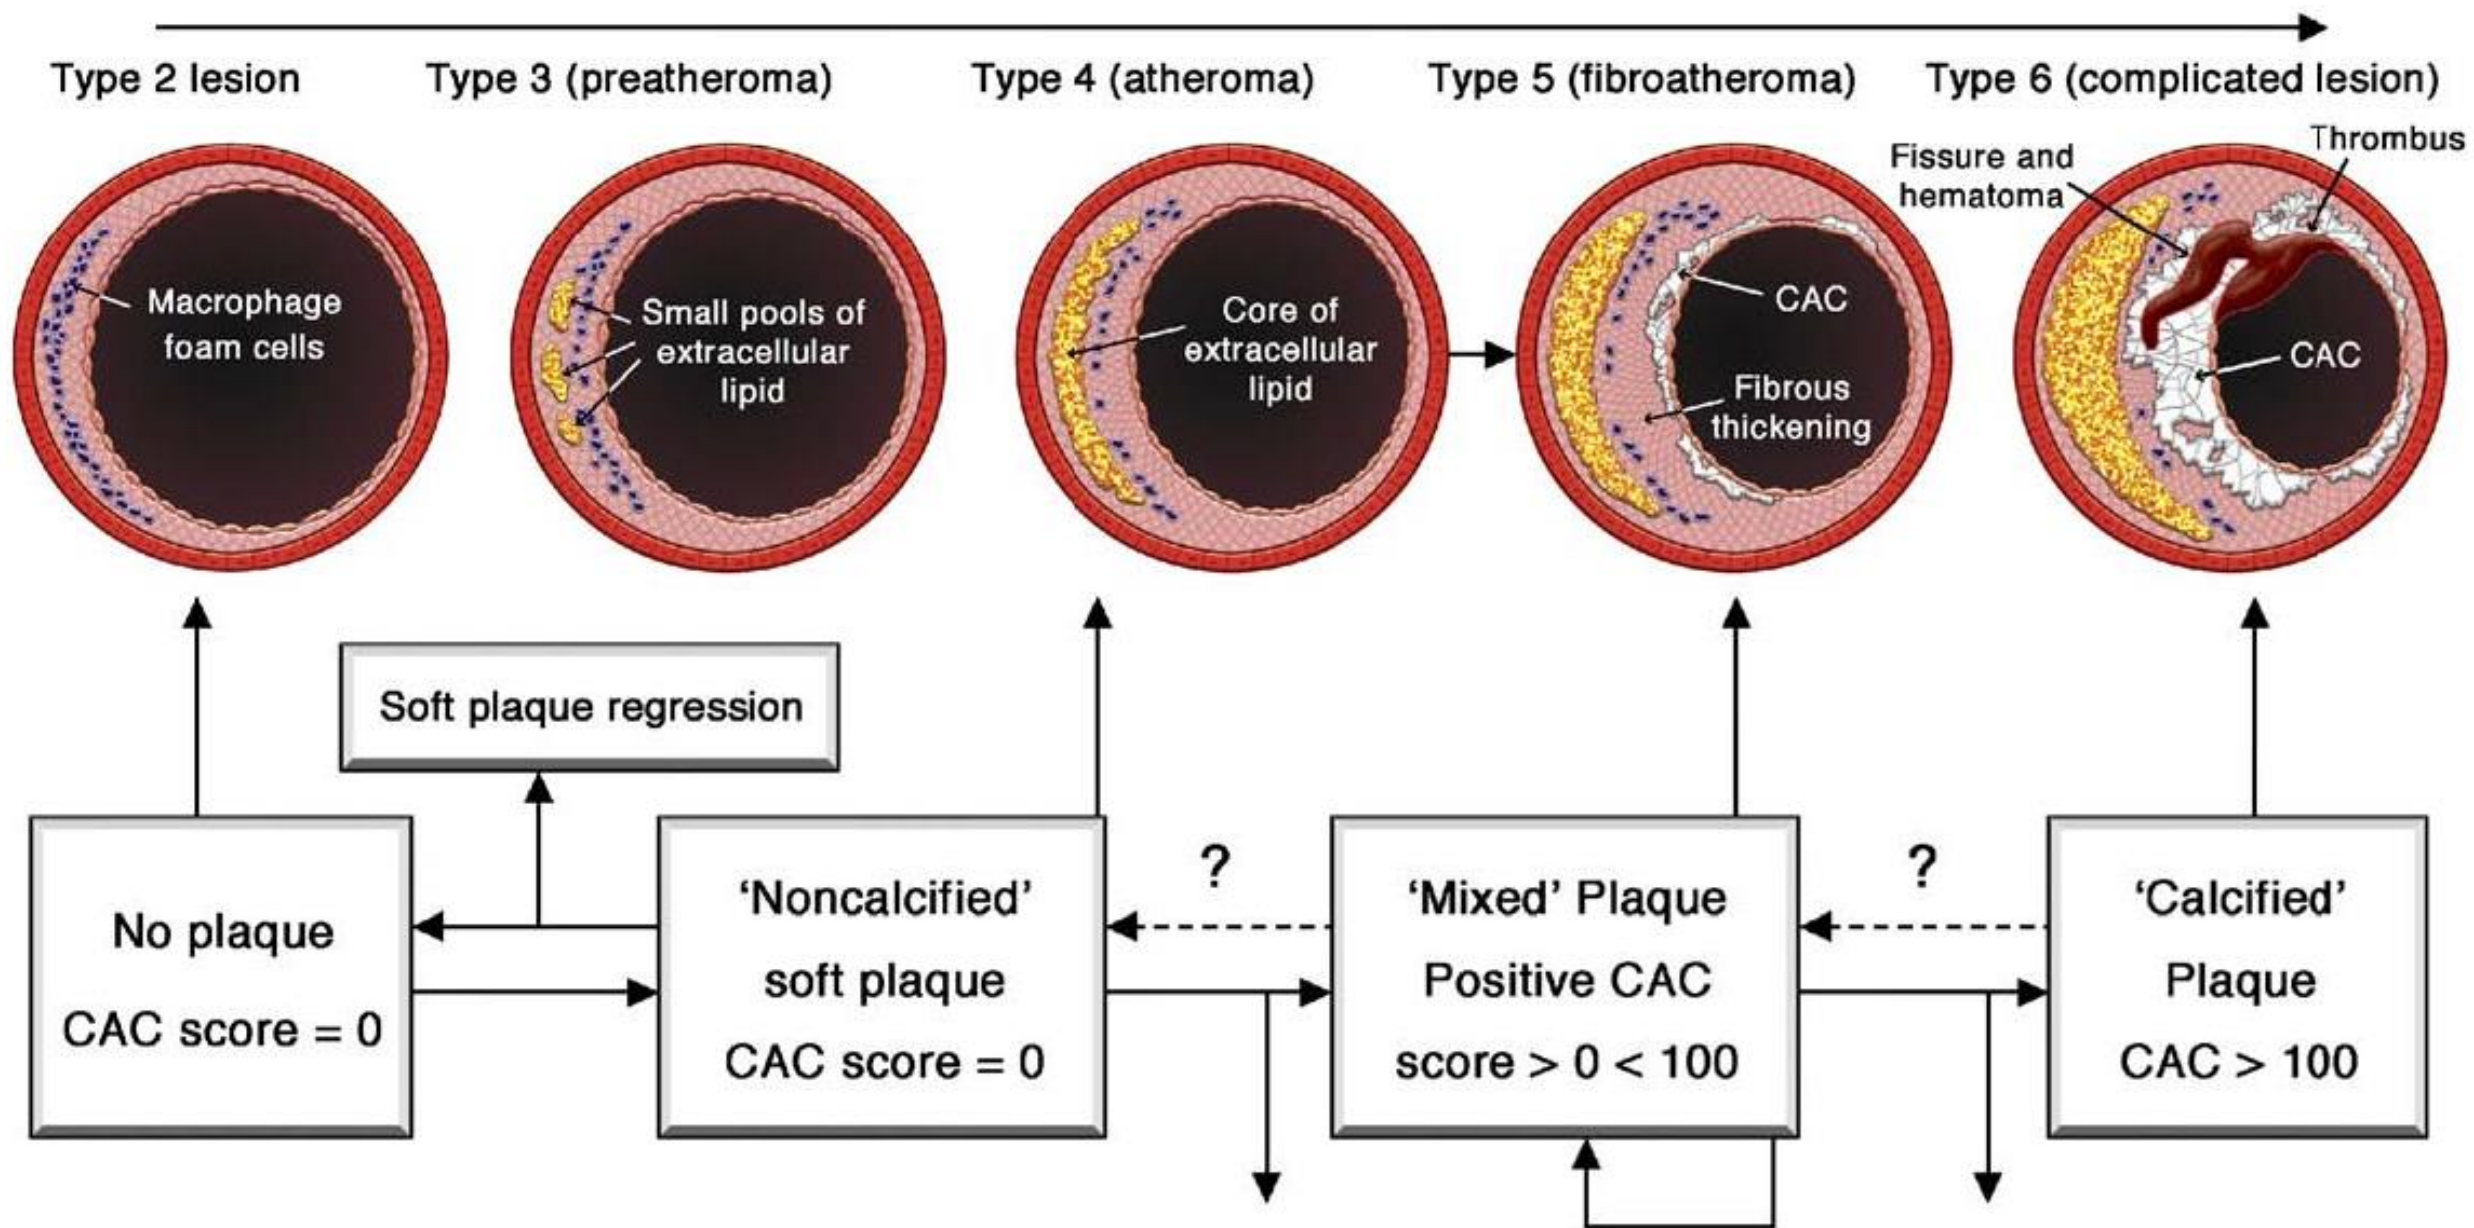 Type 2 lesion
Type 3 (preatheroma)
Type 4 (atheroma)
Type 5 (fibroatheroma)
Type 6 (complicated lesion)
Macrophage
foam cells
Small pools of
extracellular
lipid
Core of
extracellular
lipid
CAC
Fibrous
thickening
Fissure and
hematoma
Thrombus
CAC
Soft plaque regression
No plaque
CAC score = 0
‘Noncalcified’
soft plaque
CAC score = 0
?
‘Mixed’ Plaque
Positive CAC
score > 0 < 100
?
‘Calcified’
Plaque
CAC > 100